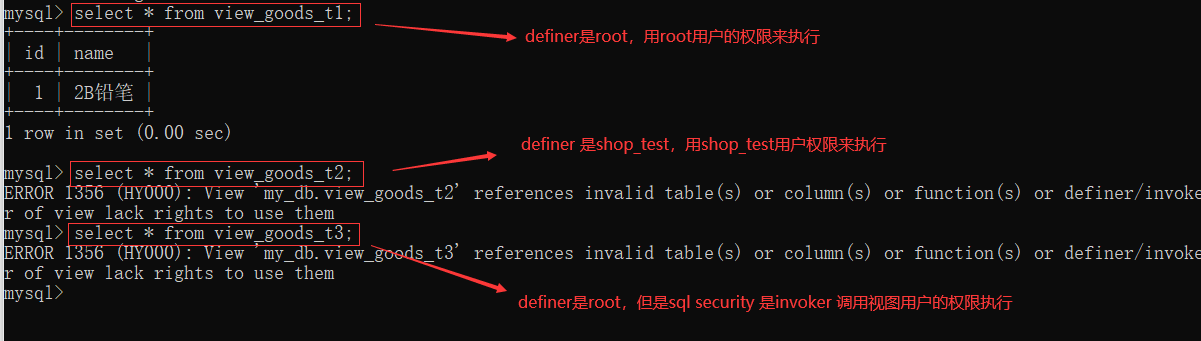 mysql> select * from view_goods_t1;
definer是root，用root用户的权限来执行
+----+--------+
| id | name   |
+----+--------+
|  1 | 2B铅笔 |
+----+--------+
1 row in set (0.00 sec)
definer 是shop_test，用shop_test用户权限来执行
mysql> select * from view_goods_t2;
ERROR 1356 (HY000): View 'my_db.view_goods_t2' references invalid table(s) or column(s) or function(s) or definer/invoke
r of view lack rights to use them
mysql> select * from view_goods_t3;
ERROR 1356 (HY000): View 'my_db.view_goods_t3' references invalid table(s) or column(s) or function(s) or definer/invoke
r of view lack rights to use them
mysql>
definer是root，但是sql security 是invoker 调用视图用户的权限执行